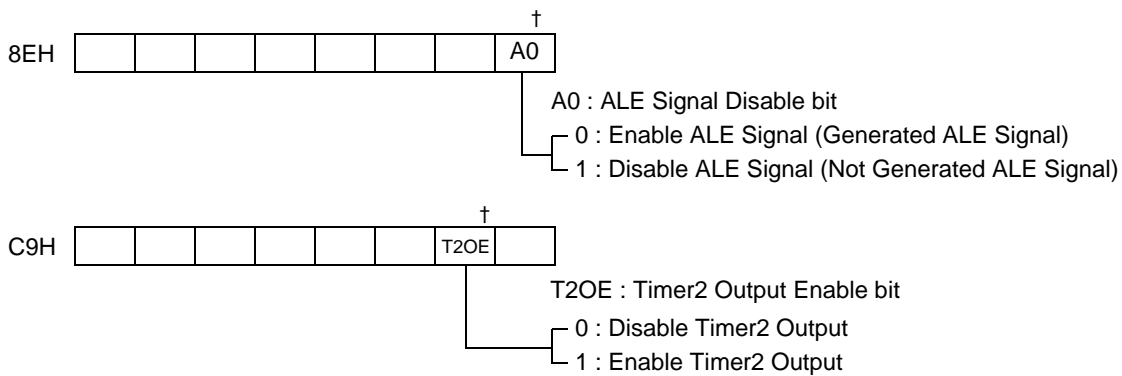 †
8EH A0
A0 : ALE Signal Disable bit
0 : Enable ALE Signal (Generated ALE Signal)
1 : Disable ALE Signal (Not Generated ALE Signal)
†
C9H T2OE
T2OE : Timer2 Output Enable bit
0 : Disable Timer2 Output
1 : Enable Timer2 Output